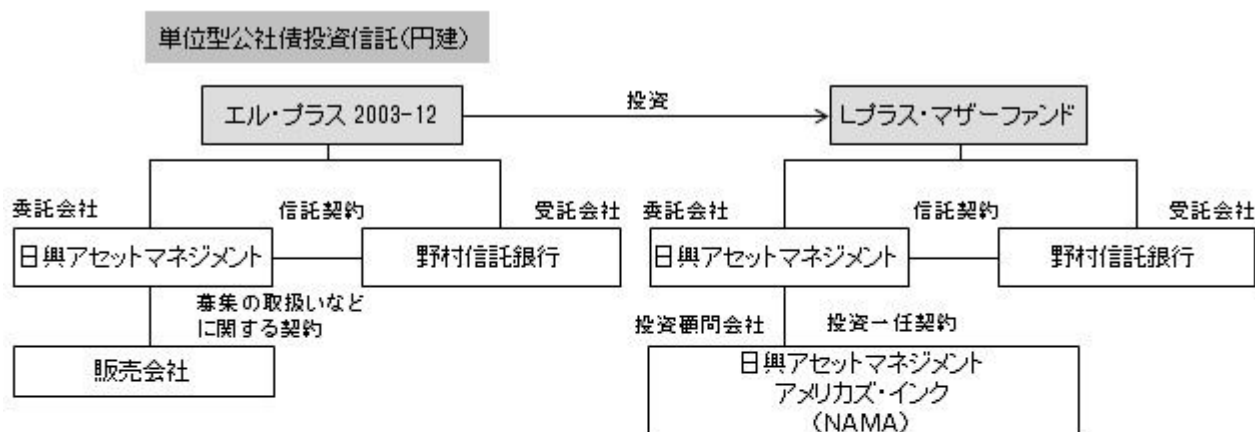 単位型公社債投資信託(円建)
エル・プラス 2003-12
投資
Lプラス・マザーファンド
委託会社
信託契約
受託会社
委託会社
信託契約
受託会社
日興アセットマネジメント
野村信託銀行
日興アセットマネジメント
野村信託銀行
募集の取扱いなど
に関する契約
投資顧問会社
投資一任契約
販売会社
日興アセットマネジメント
アメリカズ・インク
(NAMA)